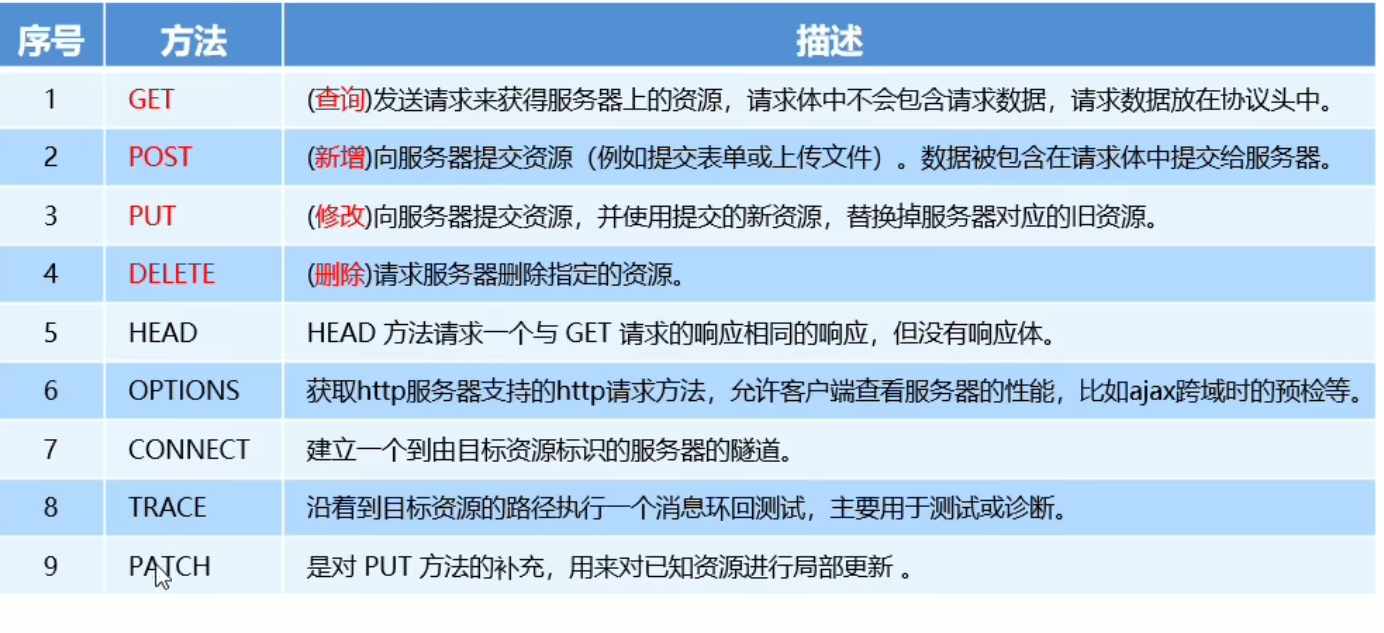 序号 方法 描述
1 GET (查询)发送请求来获得服务器上的资源，请求体中不会包含请求数据，请求数据放在协议头中。
2 POST (新增)向服务器提交资源（例如提交表单或上传文件）。数据被包含在请求体中提交给服务器。
3 PUT (修改)向服务器提交资源，并使用提交的新资源，替换掉服务器对应的旧资源。
4 DELETE (删除)请求服务器删除指定的资源。
5 HEAD HEAD 方法请求一个与 GET 请求的响应相同的响应，但没有响应体。
6 OPTIONS 获取http服务器支持的http请求方法，允许客户端查看服务器的性能，比如ajax跨域时的预检等。
7 CONNECT 建立一个到由目标资源标识的服务器的隧道。
8 TRACE 沿着到目标资源的路径执行一个消息环回测试，主要用于测试或诊断。
9 PATCH 是对 PUT 方法的补充，用来对已知资源进行局部更新 。